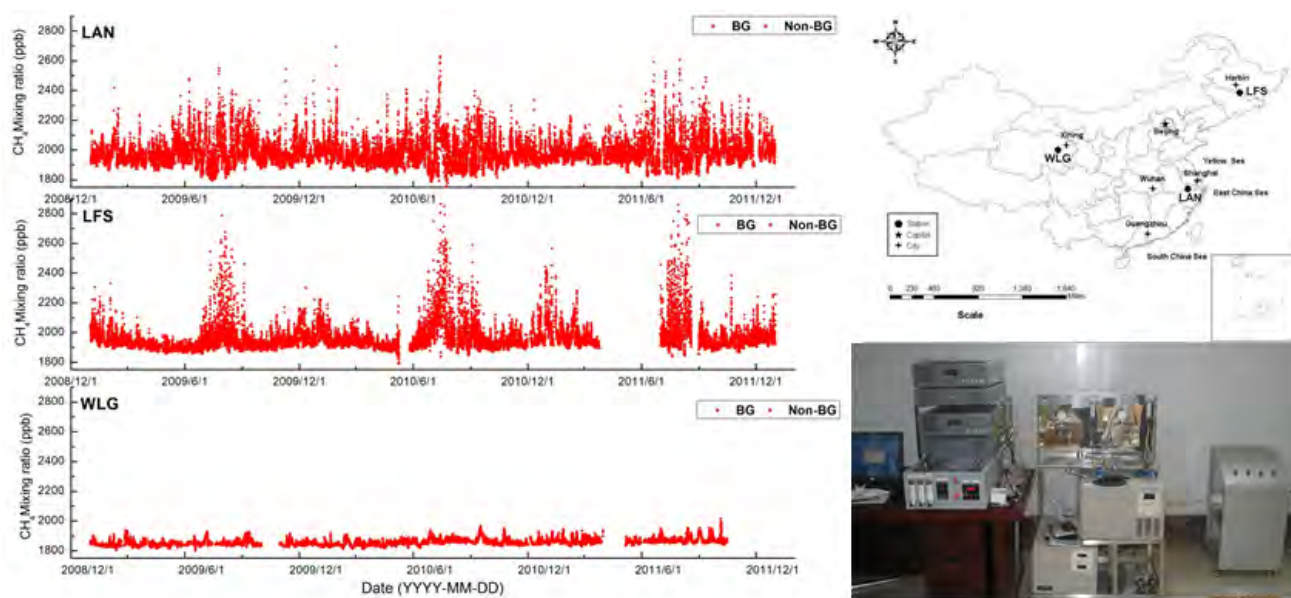 LAN
BG Non-BG
CH₄Mixing ratio (ppb)
2800
2600
2400
2200
2000
1800
2008/12/1 2009/6/1 2009/12/1 2010/6/1 2010/12/1 2011/6/1 2011/12/1
LFS
BG Non-BG
CH₄Mixing ratio (ppb)
2800
2600
2400
2200
2000
1800
2008/12/1 2009/6/1 2009/12/1 2010/6/1 2010/12/1 2011/6/1 2011/12/1
WLG
BG Non-BG
CH₄Mixing ratio (ppb)
2800
2600
2400
2200
2000
1800
2008/12/1 2009/6/1 2009/12/1 2010/6/1 2010/12/1 2011/6/1 2011/12/1
Date (YYYY-MM-DD)
Harbin
LFS
Beijing
Xining
WLG
Yellow Sea
Shanghai
Wuhan
LAN
East China Sea
Guangzhou
South China Sea
Station
Capital
City
Scale